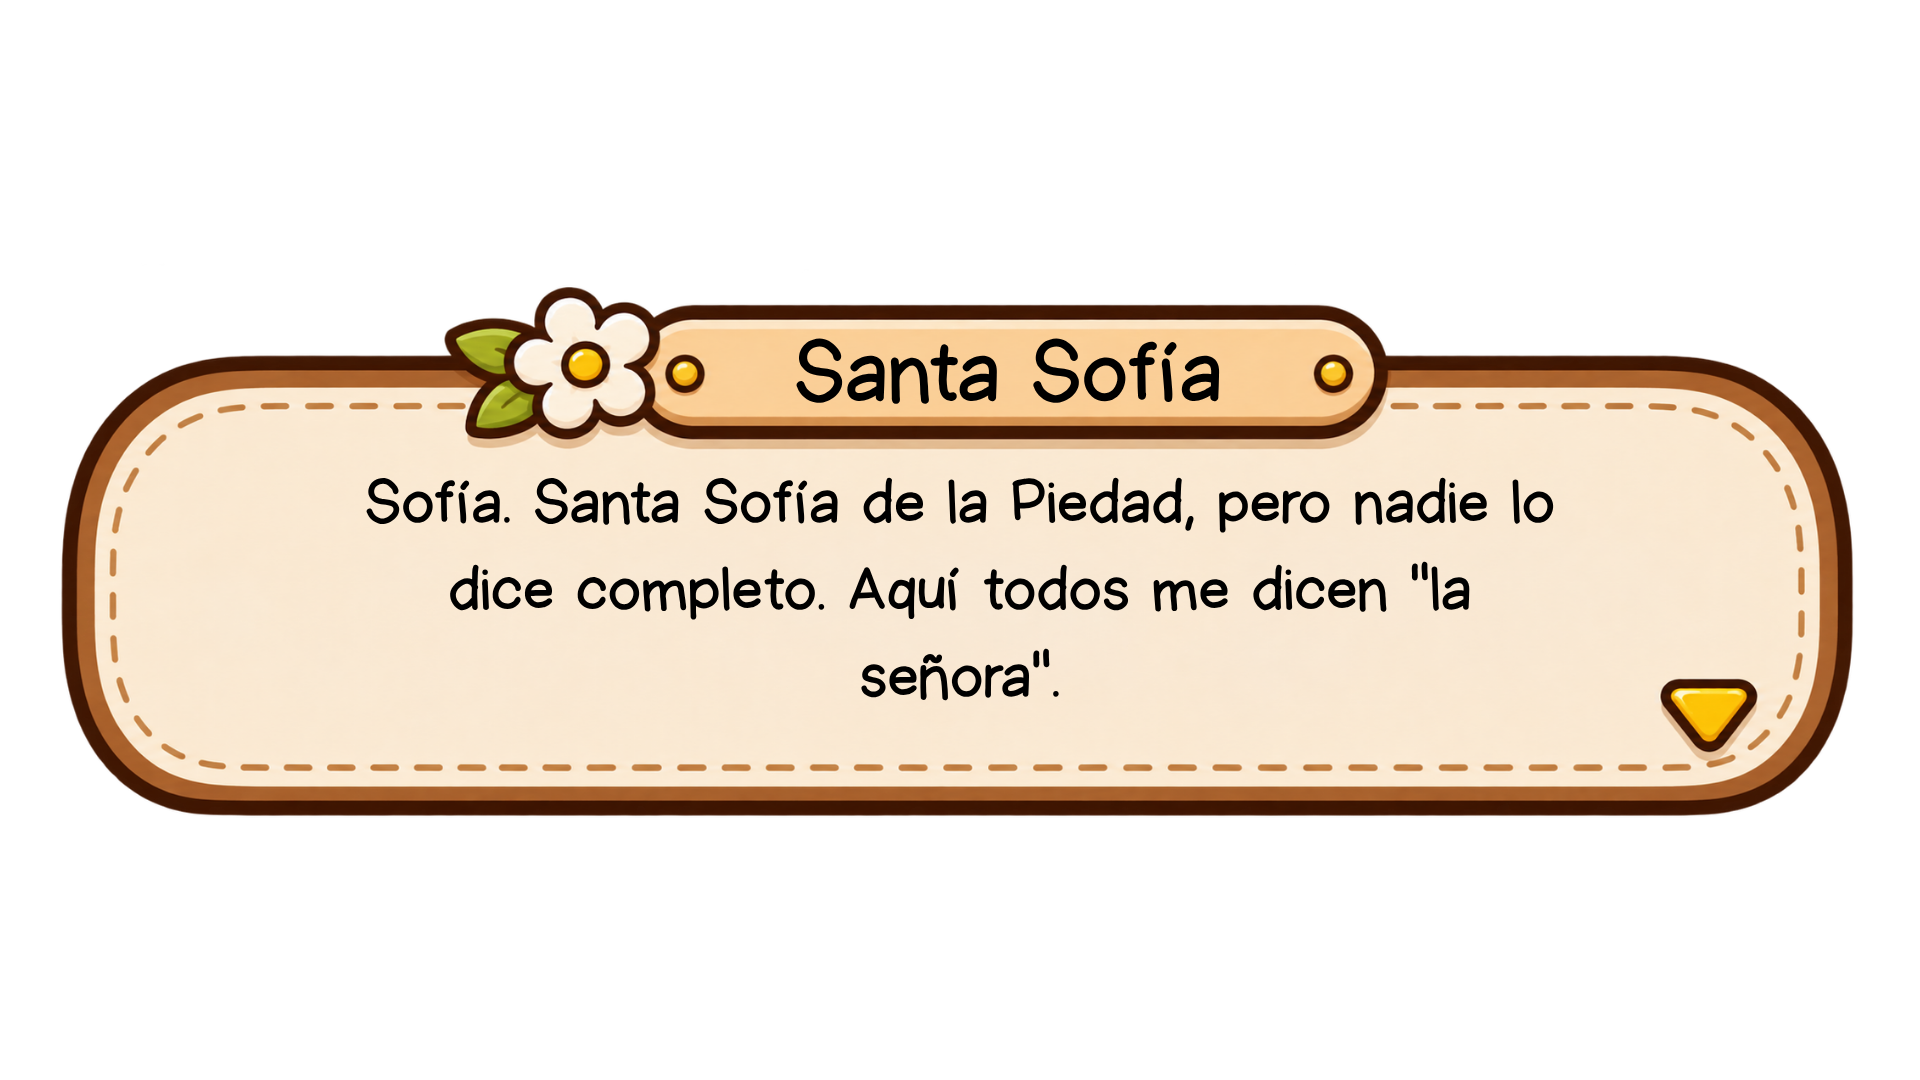 Santa Sofía
Sofía. Santa Sofía de la Piedad, pero nadie lo
dice completo. Aquí todos me dicen "la
señora".